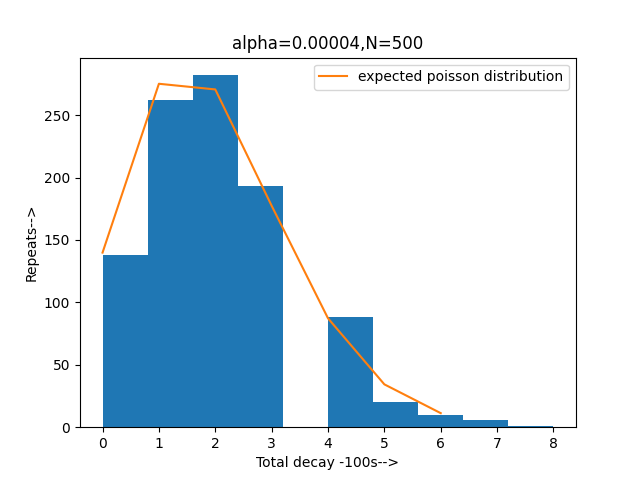 alpha=0.00004,N=500
expected poisson distribution
Repeats-->
250
200
150
100
50
0
0 1 2 3 4 5 6 7 8
Total decay -100s-->